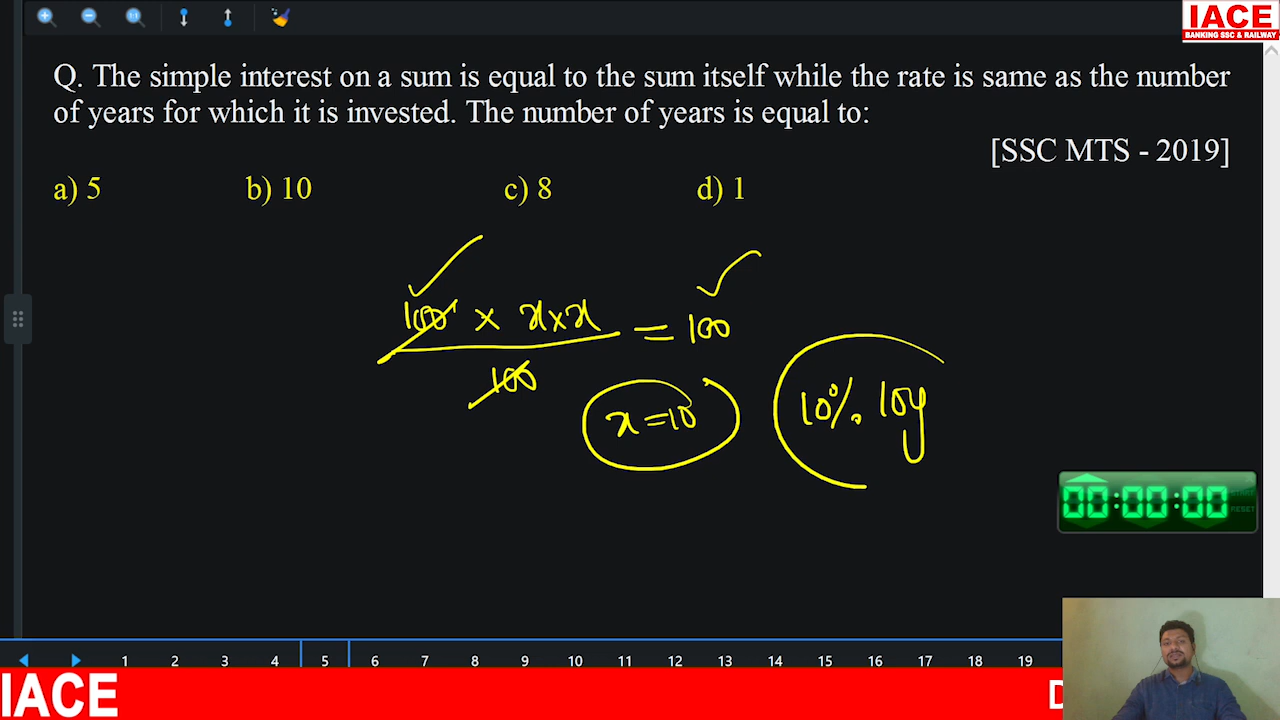 IACE
BANKING SSC & RAILWAY
Q. The simple interest on a sum is equal to the sum itself while the rate is same as the number
of years for which it is invested. The number of years is equal to:
[SSC MTS - 2019]
a) 5 b) 10 c) 8 d) 1
100 × x×x = 100
100
x=10
10% 10y
00:00:00
START
RESET
1 2 3 4 5 6 7 8 9 10 11 12 13 14 15 16 17 18 19
IACE
D